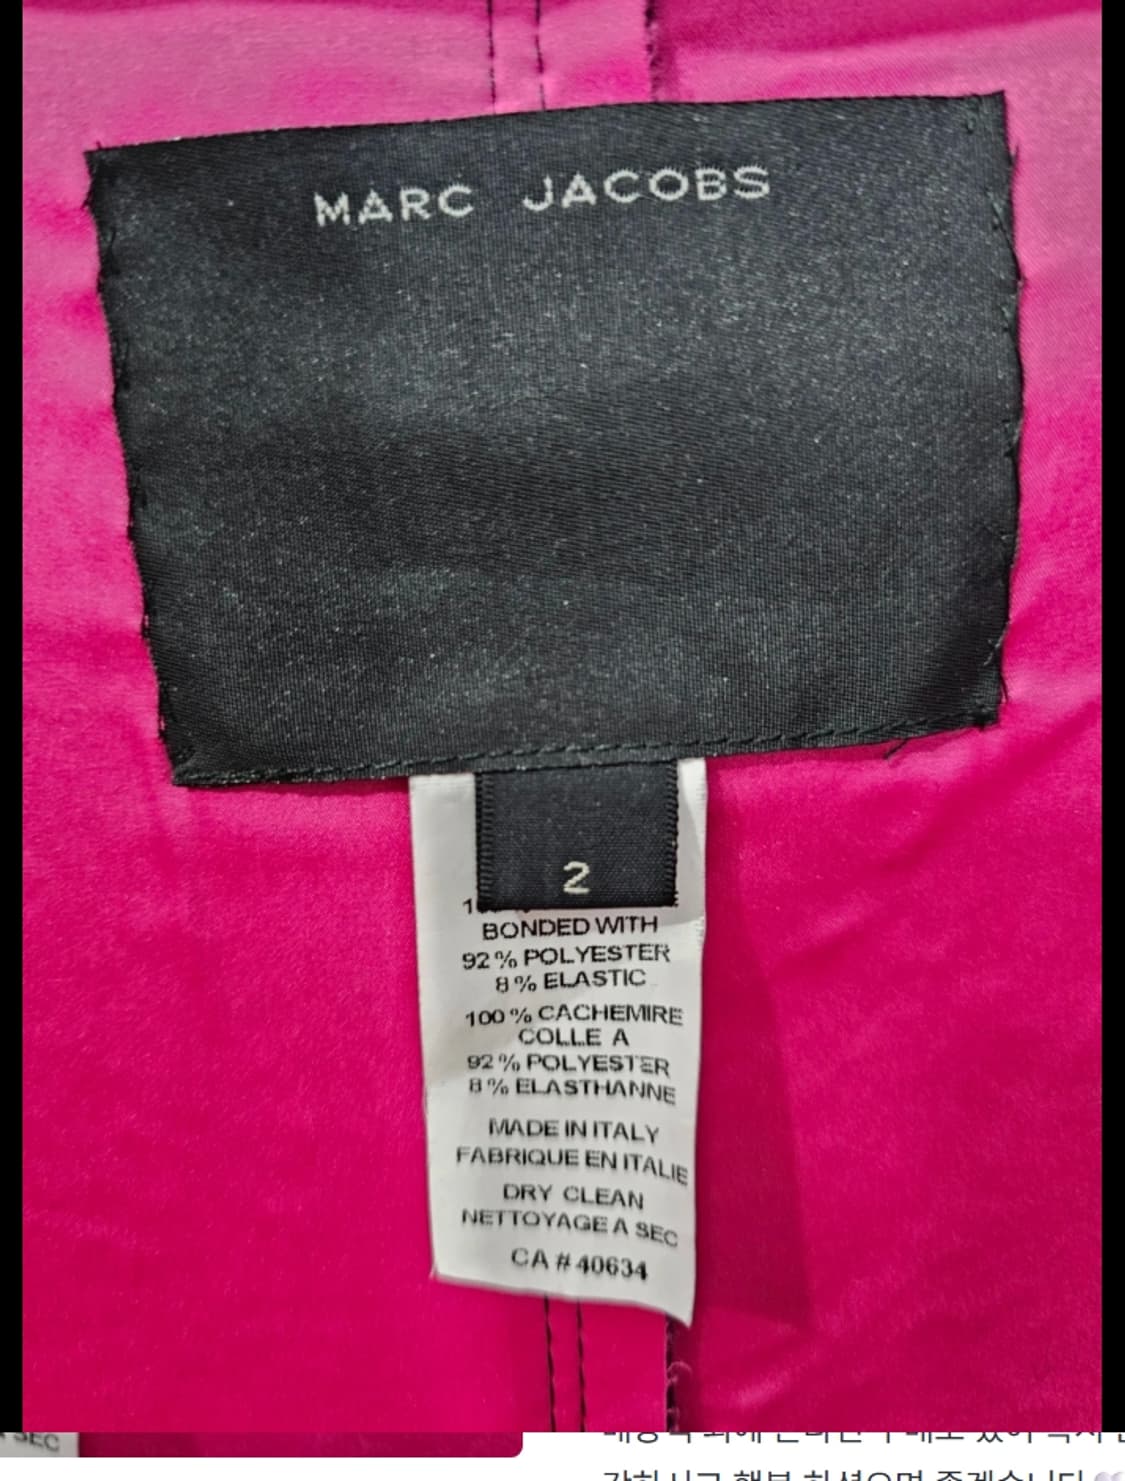 MARC JACOBS
2
BONDED WITH
92% POLYESTER
8% ELASTIC
100% CACHEMIRE
COLLE A
92% POLYESTER
8% ELASTHANNE
MADE IN ITALY
FABRIQUE EN ITALIE
DRY CLEAN
NETTOYAGE A SEC
CA # 40634
SEC